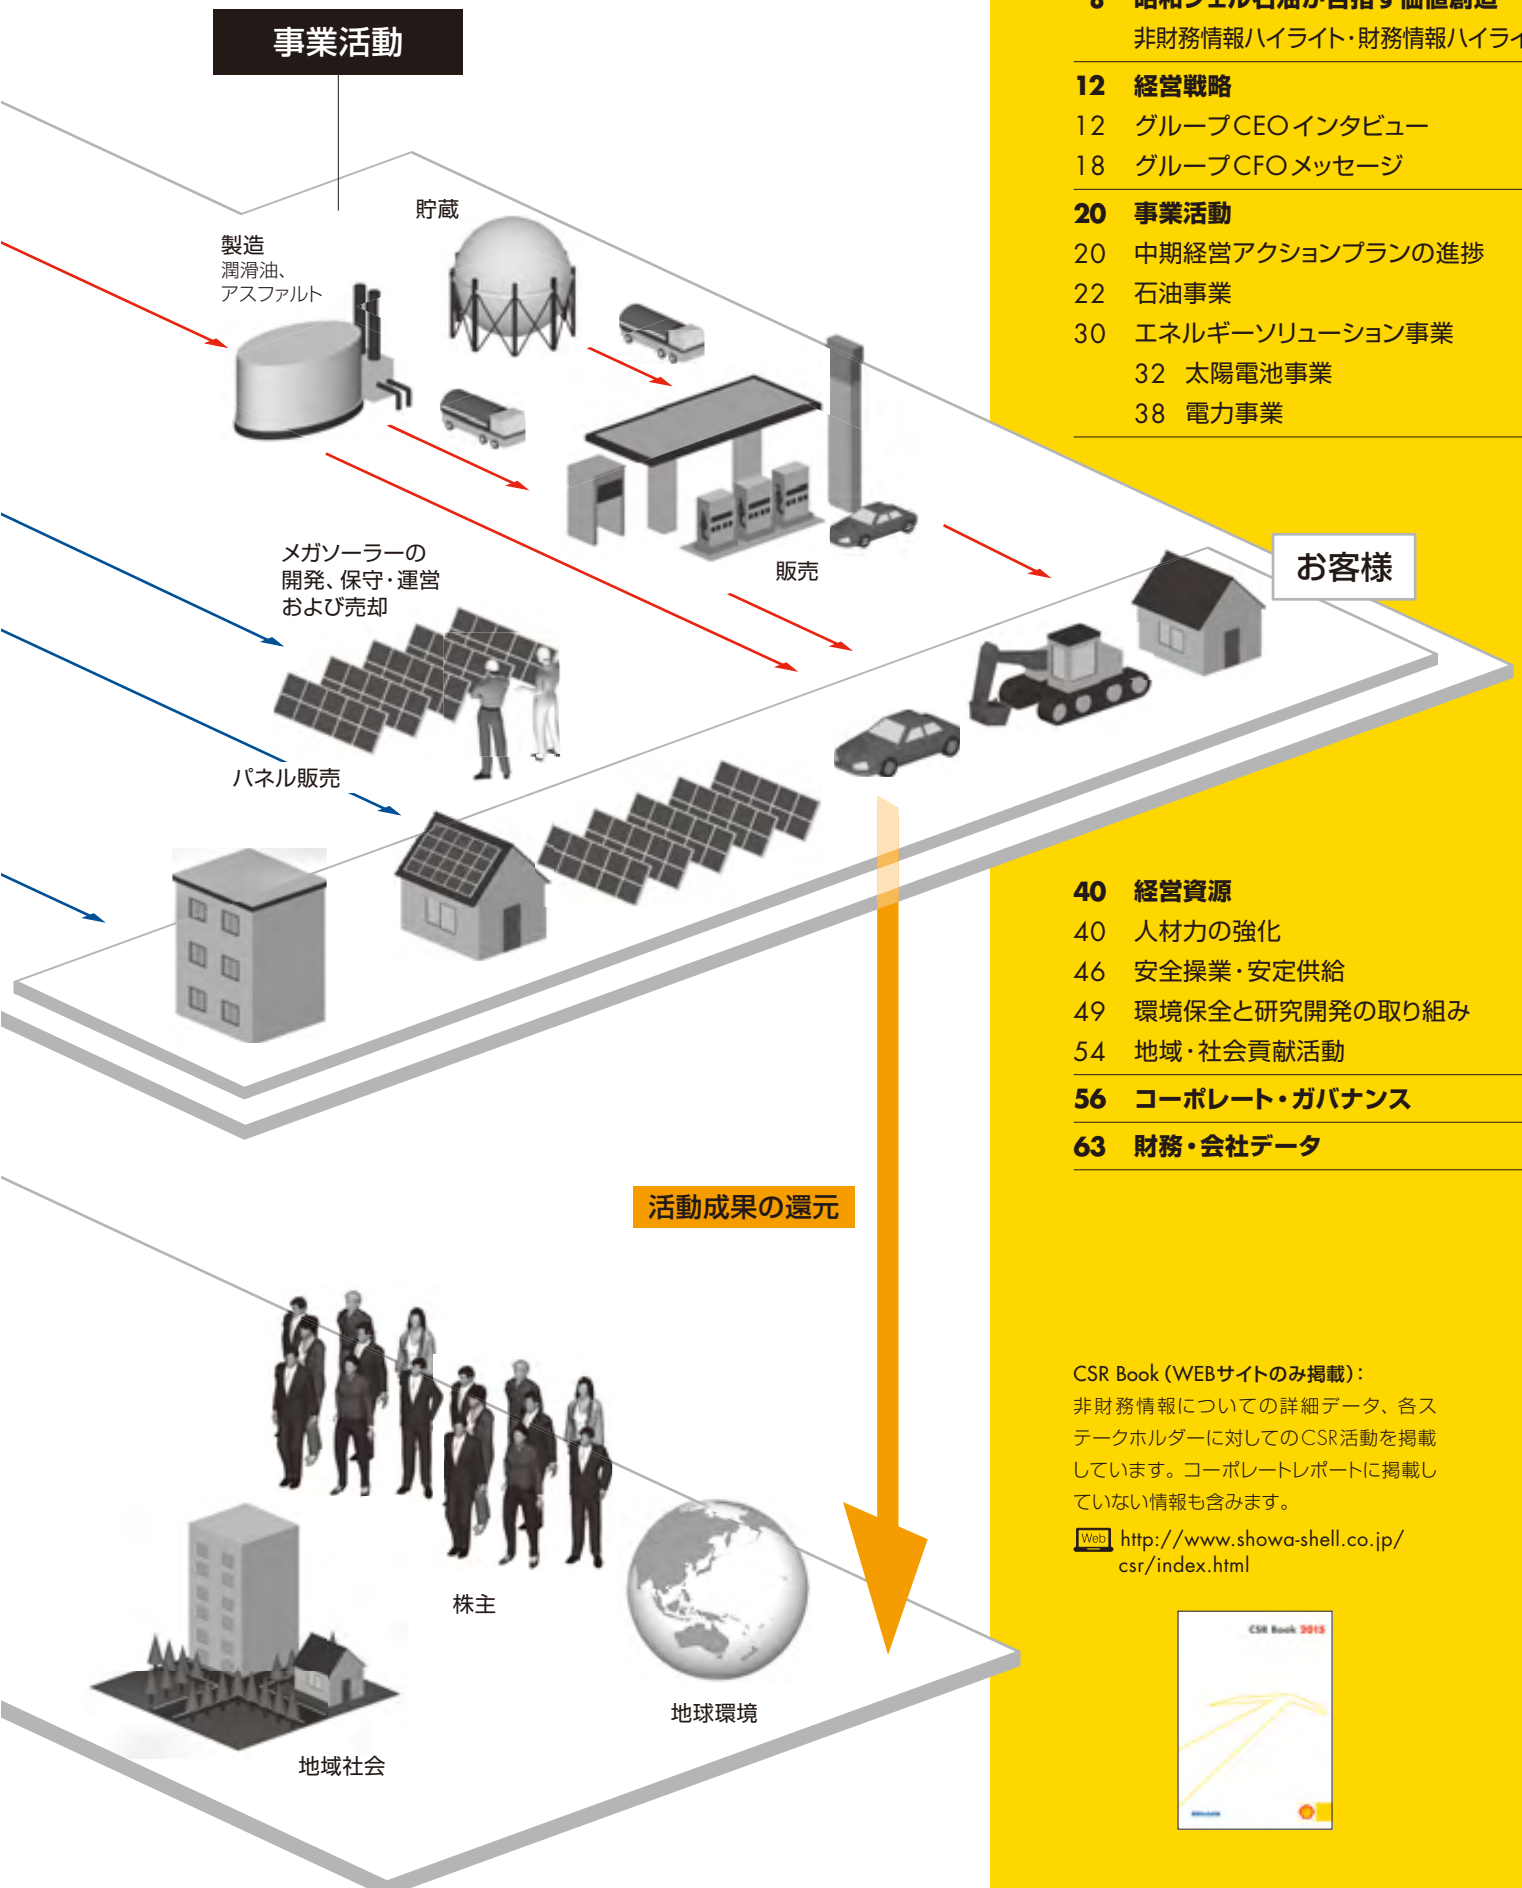 事業活動
貯蔵
製造
潤滑油、
アスファルト
販売
お客様
メガソーラーの
開発、保守・運営
および売却
パネル販売
活動成果の還元
株主
地球環境
地域社会
8 昭和シェル石油が目指す価値創造
非財務情報ハイライト・財務情報ハイライ
12 経営戦略
12 グループCEOインタビュー
18 グループCFOメッセージ
20 事業活動
20 中期経営アクションプランの進捗
22 石油事業
30 エネルギーソリューション事業
32 太陽電池事業
38 電力事業
40 経営資源
40 人材力の強化
46 安全操業・安定供給
49 環境保全と研究開発の取り組み
54 地域・社会貢献活動
56 コーポレート・ガバナンス
63 財務・会社データ
CSR Book（WEBサイトのみ掲載）：
非財務情報についての詳細データ、各ス
テークホルダーに対してのCSR活動を掲載
しています。コーポレートレポートに掲載し
ていない情報も含みます。
Web http://www.showa-shell.co.jp/
csr/index.html
CSR Book 2015